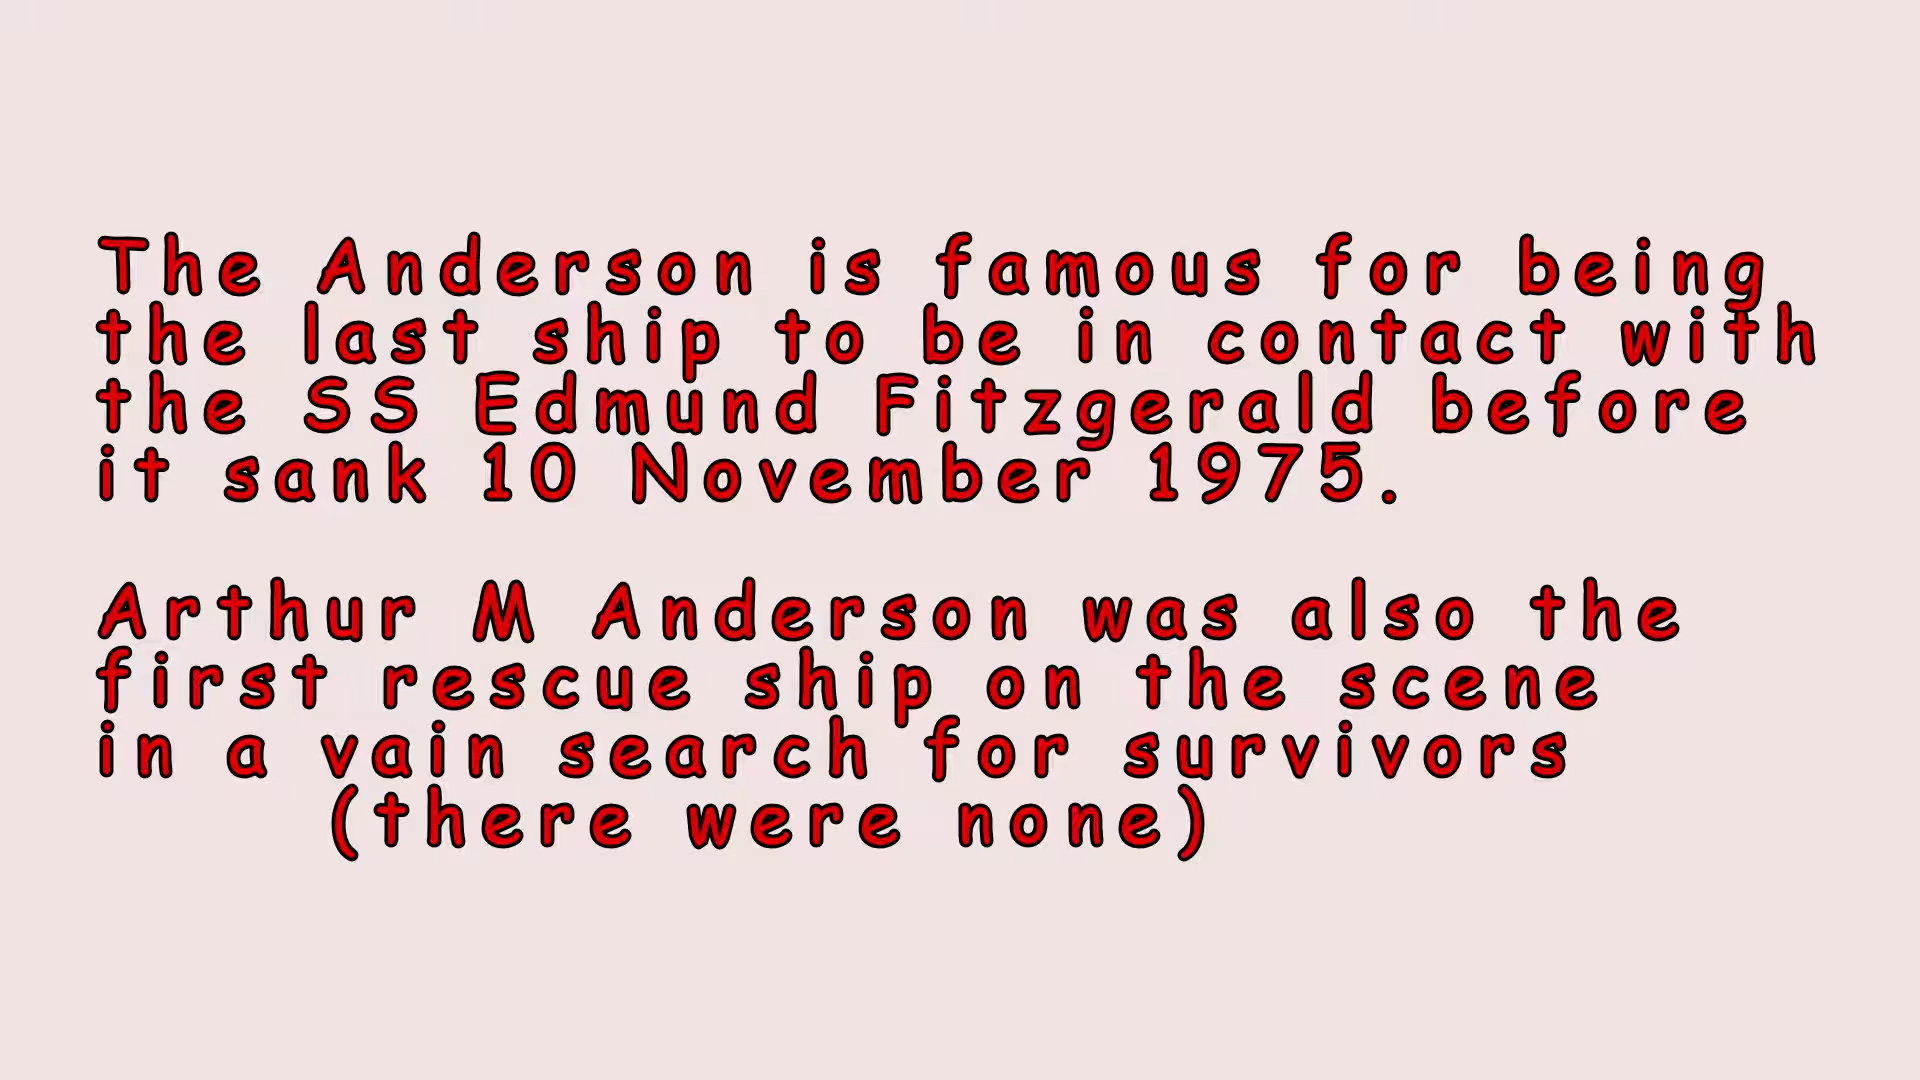 The Anderson is famous for being
the last ship to be in contact with
the SS Edmund Fitzgerald before
it sank 10 November 1975.
Arthur M Anderson was also the
first rescue ship on the scene
in a vain search for survivors
(there were none)